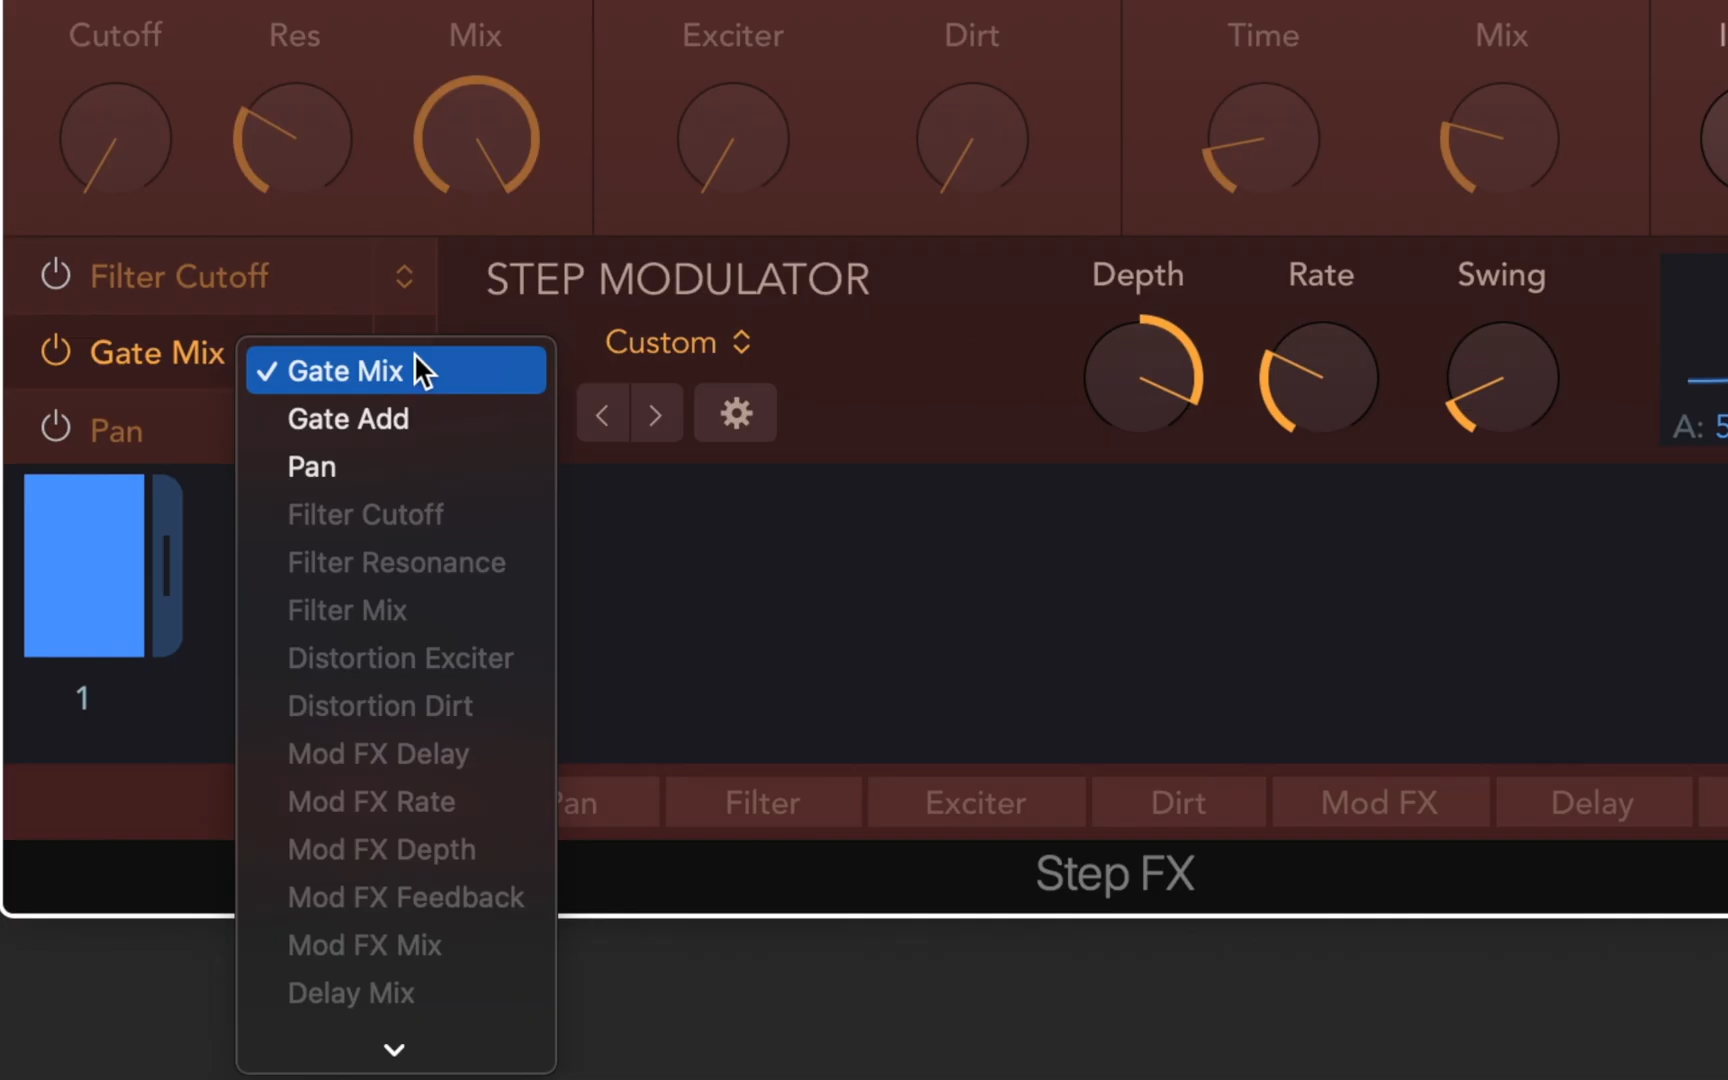 Cutoff Res Mix Exciter Dirt Time Mix
Filter Cutoff
STEP MODULATOR
Depth Rate Swing
Gate Mix
Custom
Pan
A: 5
Gate Mix
Gate Add
Pan
Filter Cutoff
Filter Resonance
Filter Mix
Distortion Exciter
Distortion Dirt
Mod FX Delay
Mod FX Rate
Mod FX Depth
Mod FX Feedback
Mod FX Mix
Delay Mix
1
Pan Filter Exciter Dirt Mod FX Delay
Step FX